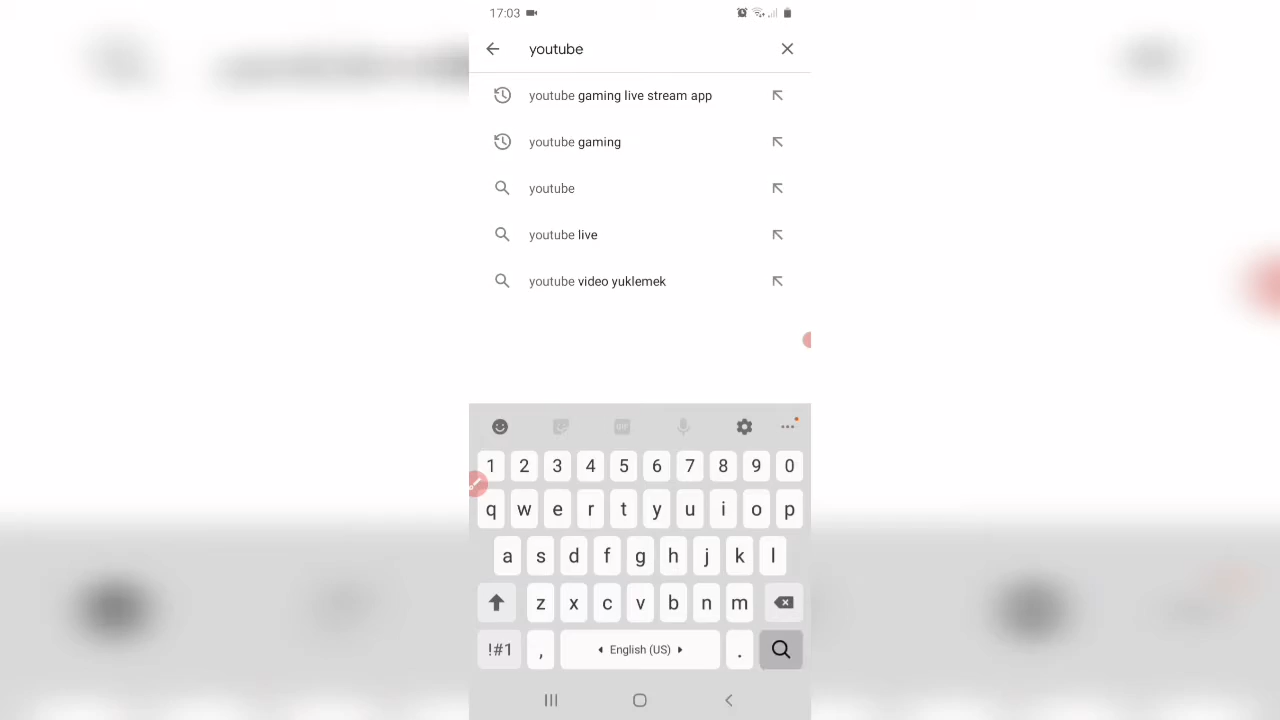 17:03
youtube
youtube gaming live stream app
youtube gaming
youtube
youtube live
youtube video yuklemek
GIF
1 2 3 4 5 6 7 8 9 0
q w e r t y u i o p
a s d f g h j k l
z x c v b n m
!#1 , English (US) .